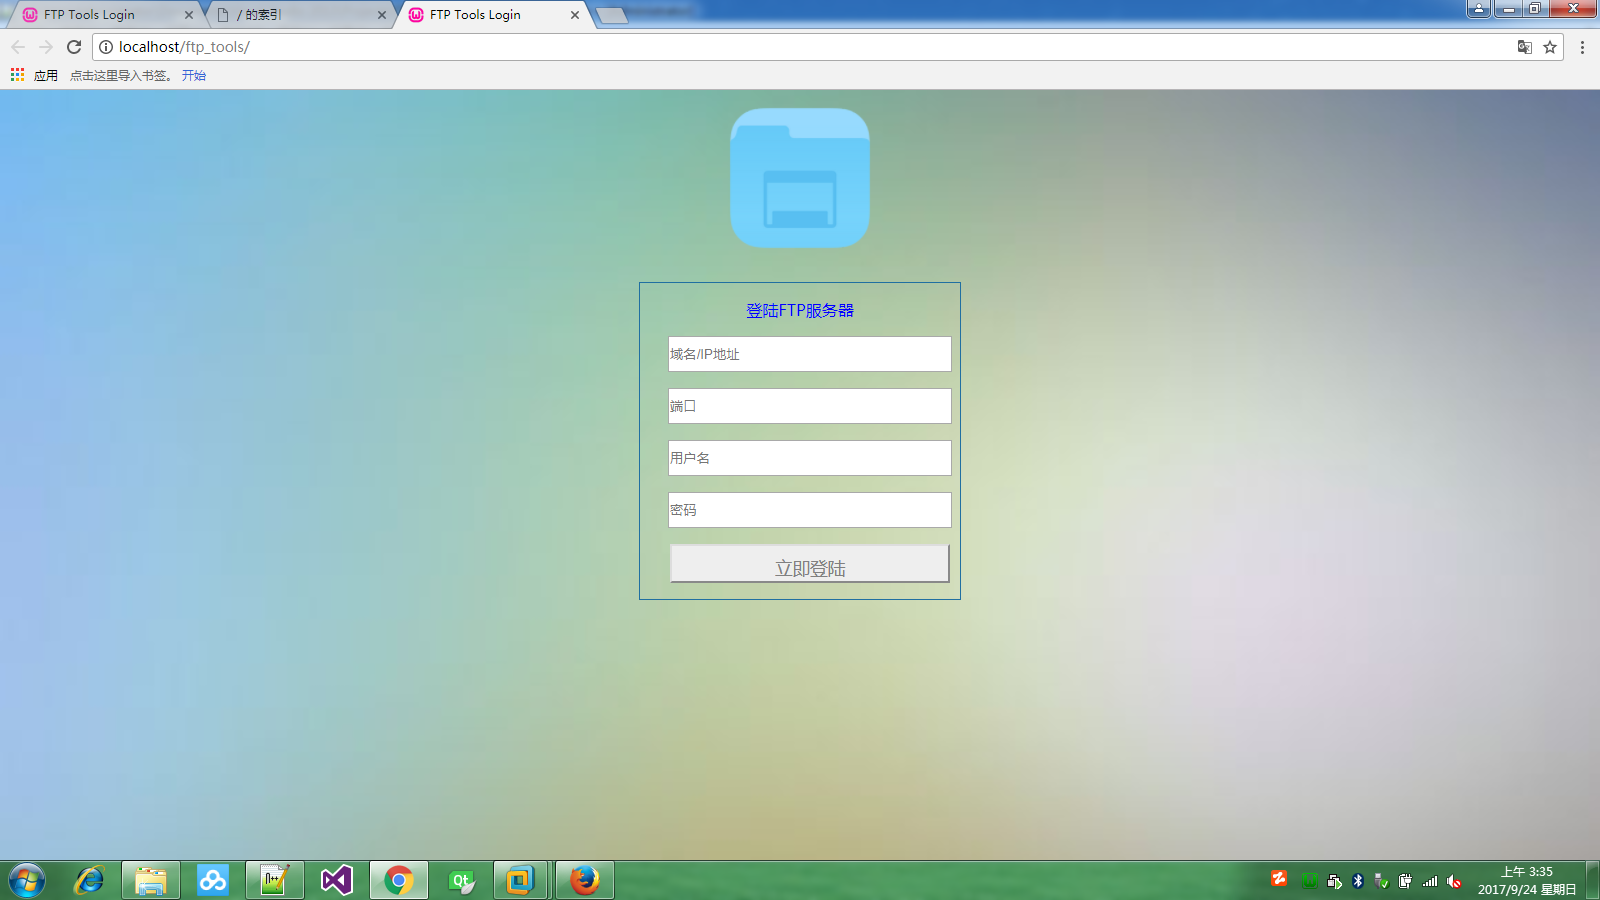 FTP Tools Login
/ 的索引
FTP Tools Login
localhost/ftp_tools/
应用
点击这里导入书签。
开始
登陆FTP服务器
域名/IP地址
端口
用户名
密码
立即登陆
上午 3:35
2017/9/24 星期日